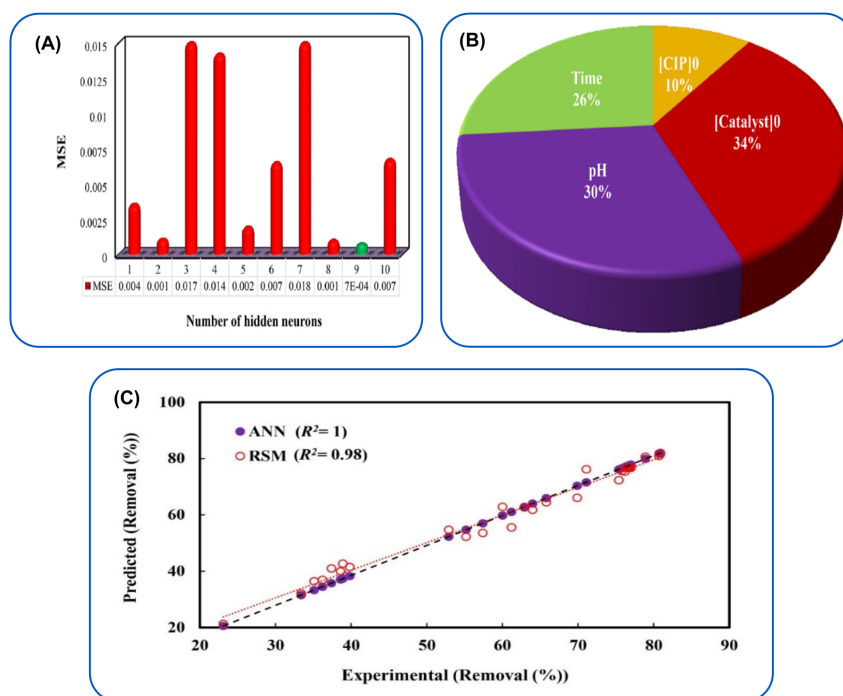 (A)
0.015
0.0125
0.01
0.0075
0.005
0.0025
0
MSE
1 2 3 4 5 6 7 8 9 10
MSE 0.004 0.001 0.017 0.014 0.002 0.007 0.018 0.001 7E-04 0.007
Number of hidden neurons
(B)
[CIP]0
10%
Time
26%
[Catalyst]0
34%
pH
30%
(C)
100
80
60
40
20
Predicted (Removal (%))
ANN (R²= 1)
RSM (R²= 0.98)
20 30 40 50 60 70 80 90
Experimental (Removal (%))